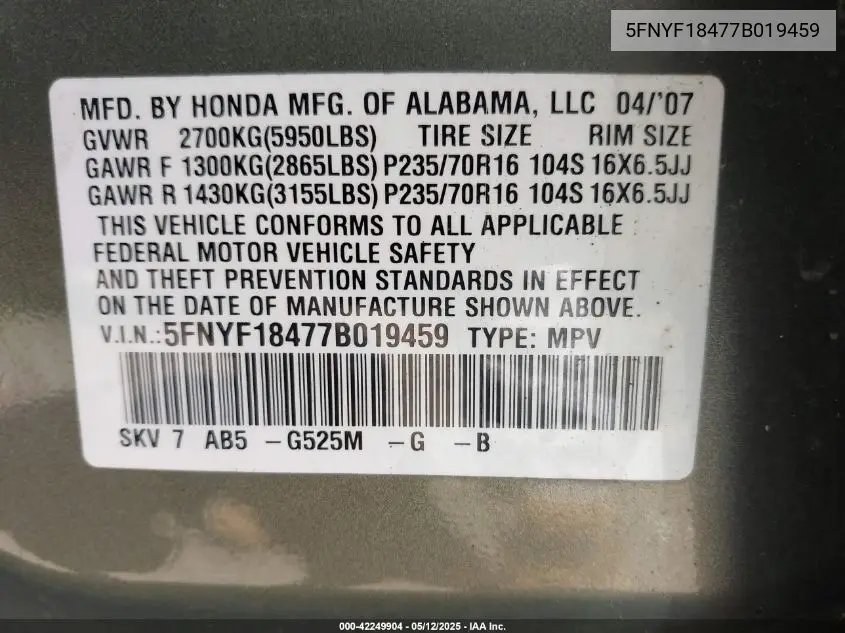 5FNYF18477B019459
MFD. BY HONDA MFG. OF ALABAMA, LLC 04/'07
GVWR 2700KG(5950LBS) TIRE SIZE RIM SIZE
GAWR F 1300KG(2865LBS) P235/70R16 104S 16X6.5JJ
GAWR R 1430KG(3155LBS) P235/70R16 104S 16X6.5JJ
THIS VEHICLE CONFORMS TO ALL APPLICABLE
FEDERAL MOTOR VEHICLE SAFETY
AND THEFT PREVENTION STANDARDS IN EFFECT
ON THE DATE OF MANUFACTURE SHOWN ABOVE.
V.I.N.:5FNYF18477B019459 TYPE: MPV
SKV 7 AB5 -G525M -G -B
000-42249904 - 05/12/2025 - IAA Inc.